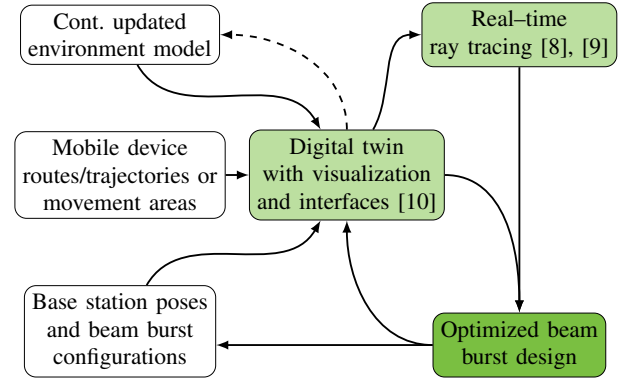 Cont. updated
environment model
Real–time
ray tracing [8], [9]
Mobile device
routes/trajectories or
movement areas
Digital twin
with visualization
and interfaces [10]
Base station poses
and beam burst
configurations
Optimized beam
burst design